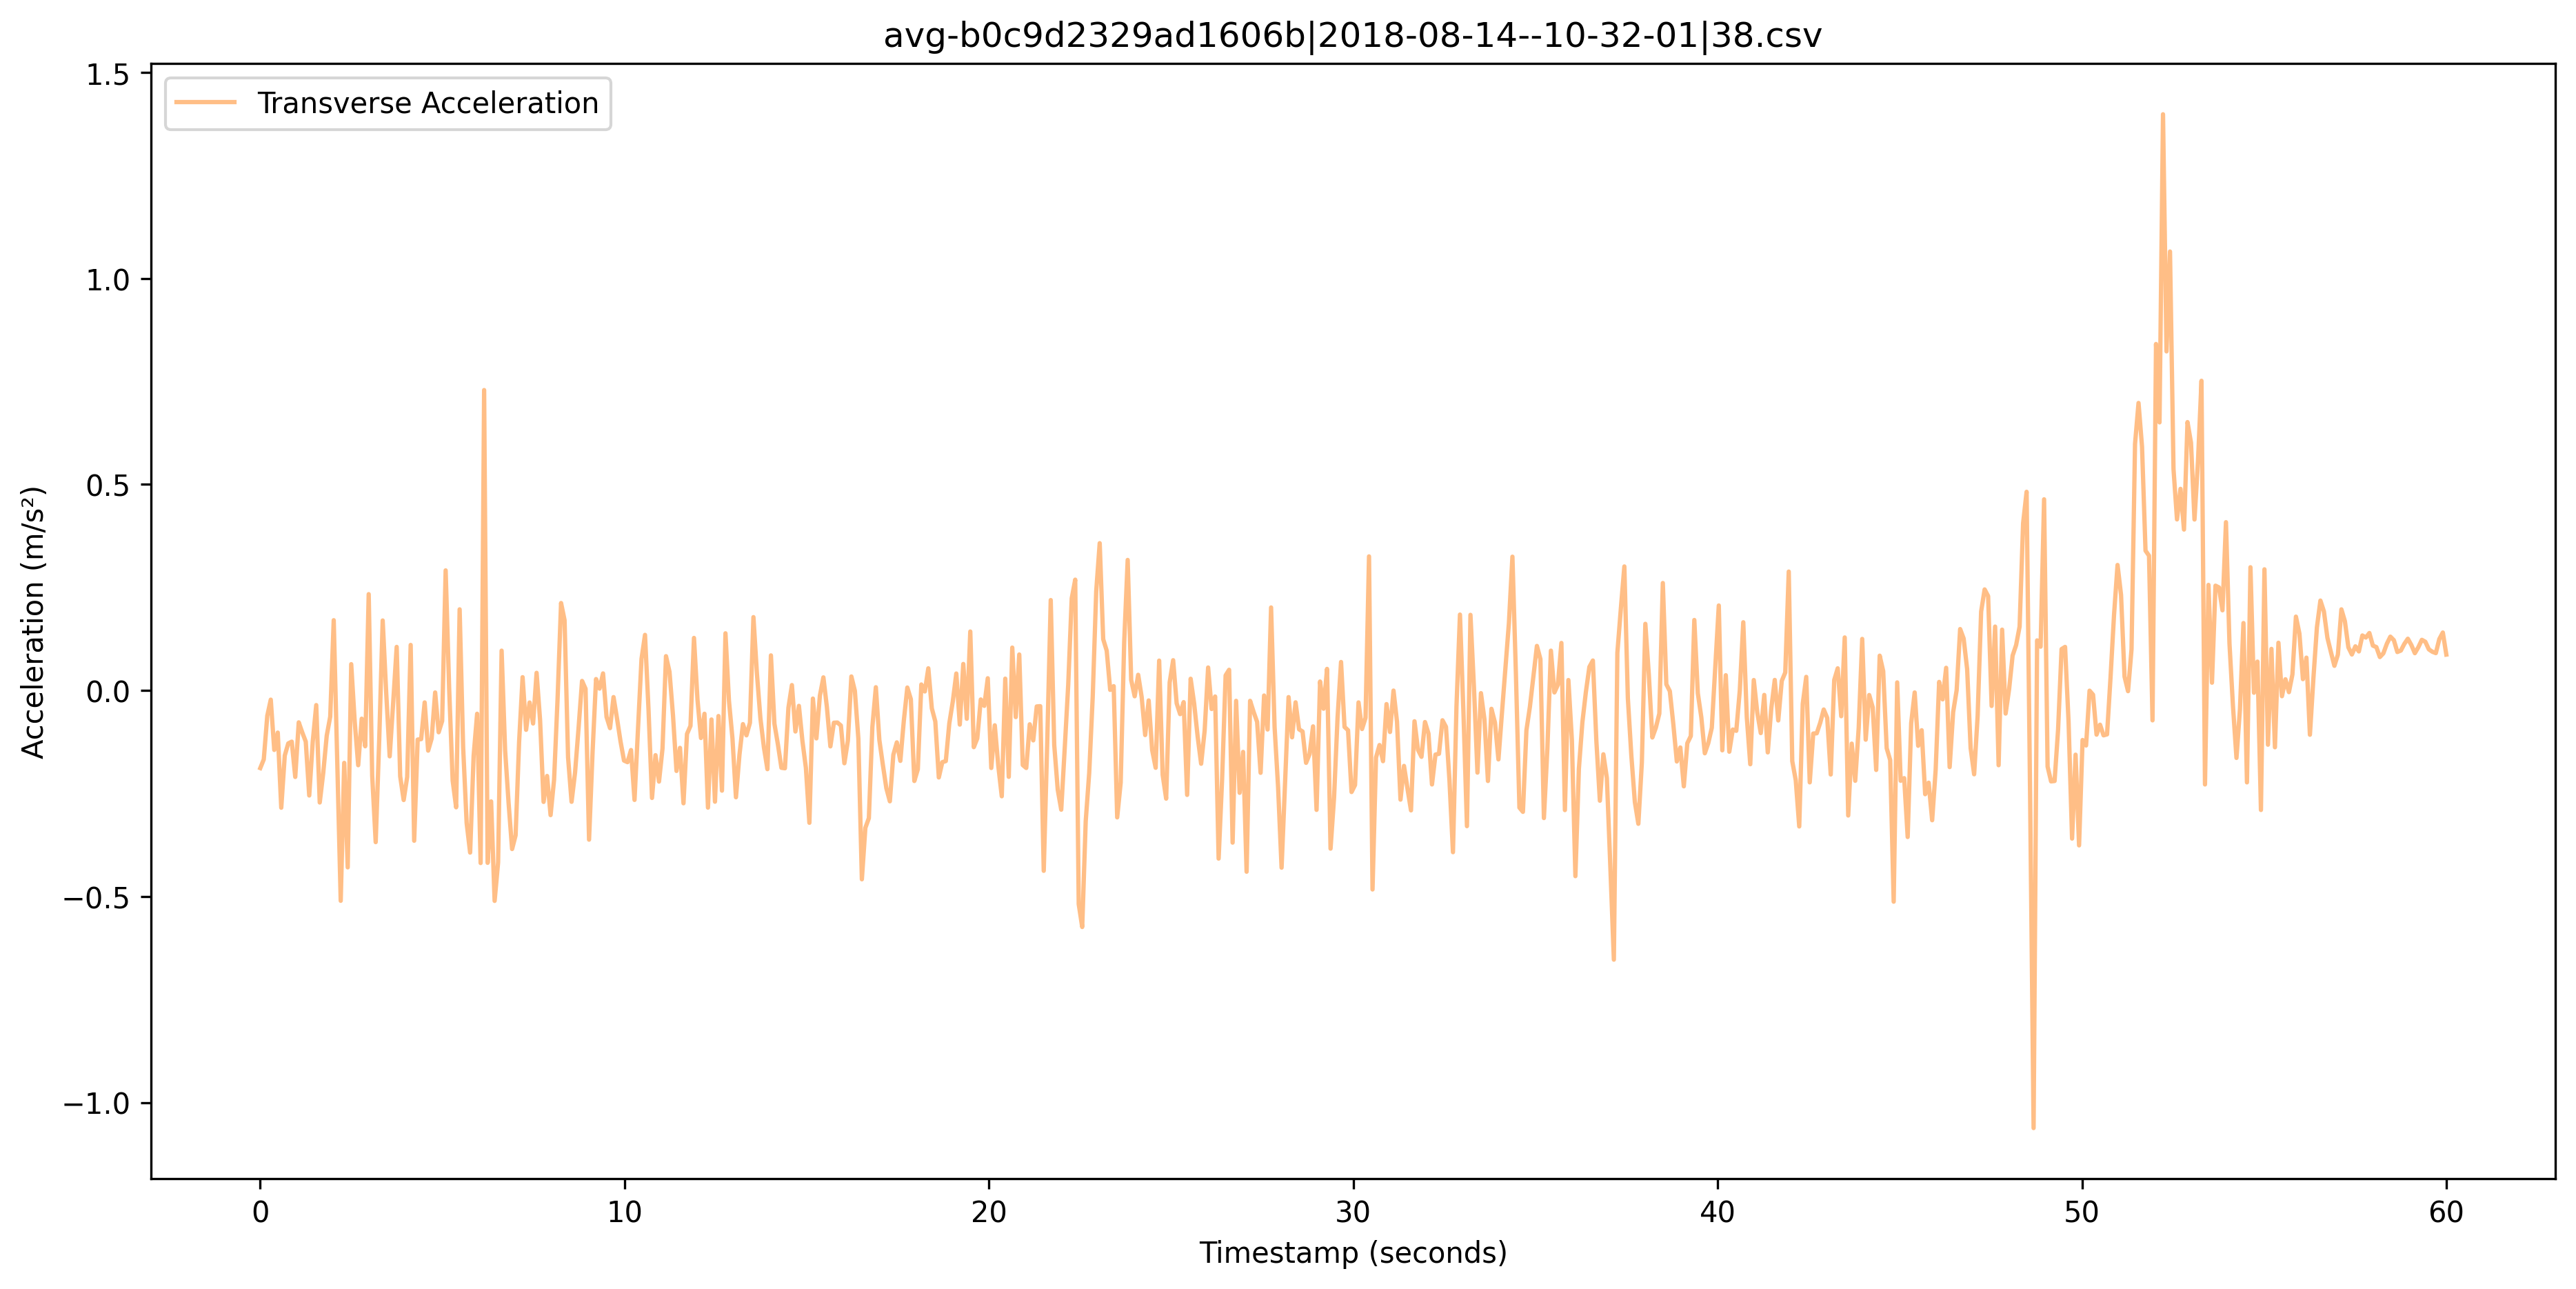 avg-b0c9d2329ad1606b|2018-08-14--10-32-01|38.csv
Transverse Acceleration
1.5
1.0
0.5
0.0
−0.5
−1.0
Acceleration (m/s²)
0 10 20 30 40 50 60
Timestamp (seconds)